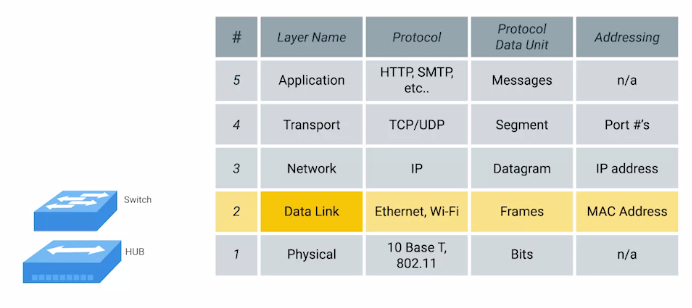 # Layer Name Protocol Protocol Data Unit Addressing
5 Application HTTP, SMTP, etc.. Messages n/a
4 Transport TCP/UDP Segment Port #'s
3 Network IP Datagram IP address
2 Data Link Ethernet, Wi-Fi Frames MAC Address
1 Physical 10 Base T, 802.11 Bits n/a
Switch
HUB